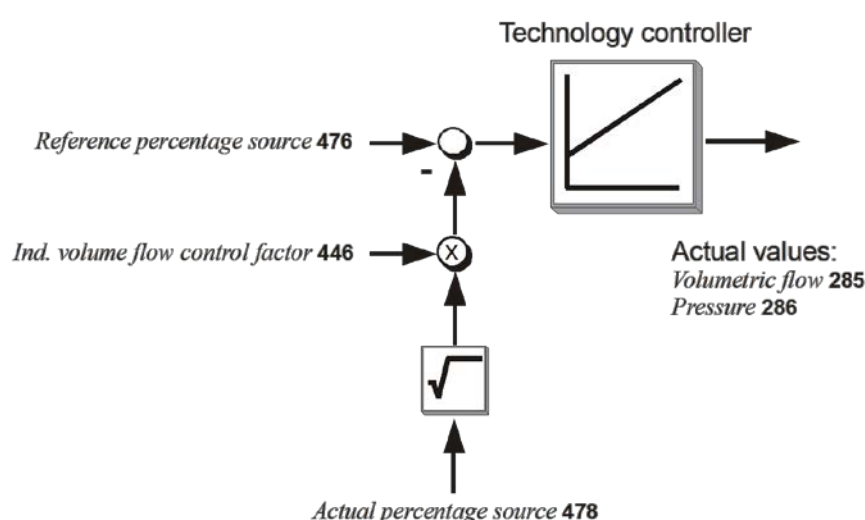 Technology controller
Reference percentage source 476
-
Ind. volume flow control factor 446
X
Actual values:
Volumetric flow 285
Pressure 286
√
Actual percentage source 478